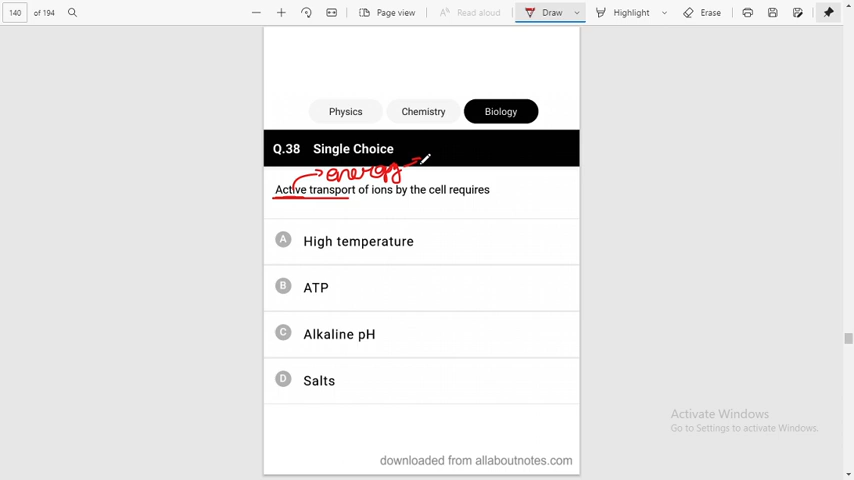 140 of 194 Page view Read aloud Draw Highlight Erase
Physics Chemistry Biology
Q.38 Single Choice
energy
Active transport of ions by the cell requires
A High temperature
B ATP
C Alkaline pH
D Salts
Activate Windows
Go to Settings to activate Windows.
downloaded from allaboutnotes.com